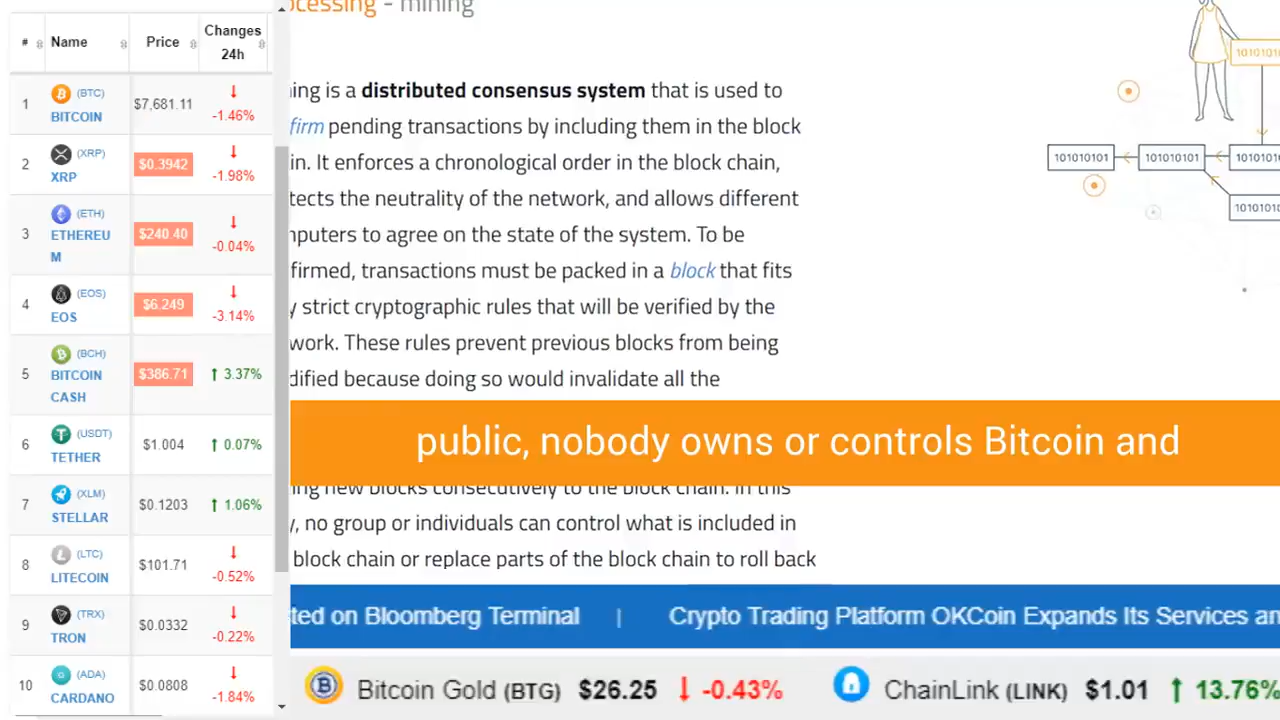 # Name Price Changes 24h
1 (BTC) BITCOIN $7,681.11 ↓ -1.46%
2 (XRP) XRP $0.3942 ↓ -1.98%
3 (ETH) ETHEREUM $240.40 ↓ -0.04%
4 (EOS) EOS $6.249 ↓ -3.14%
5 (BCH) BITCOIN CASH $386.71 ↑ 3.37%
6 (USDT) TETHER $1.004 ↑ 0.07%
7 (XLM) STELLAR $0.1203 ↑ 1.06%
8 (LTC) LITECOIN $101.71 ↓ -0.52%
9 (TRX) TRON $0.0332 ↓ -0.22%
10 (ADA) CARDANO $0.0808 ↓ -1.84%
ocessing - mining
ning is a distributed consensus system that is used to
firm pending transactions by including them in the block
in. It enforces a chronological order in the block chain,
tects the neutrality of the network, and allows different
nputers to agree on the state of the system. To be
firmed, transactions must be packed in a block that fits
y strict cryptographic rules that will be verified by the
work. These rules prevent previous blocks from being
dified because doing so would invalidate all the
public, nobody owns or controls Bitcoin and
ing new blocks consecutively to the block chain. In this
y, no group or individuals can control what is included in
block chain or replace parts of the block chain to roll back
101010101
101010101 101010101 1010101
1010101
ted on Bloomberg Terminal | Crypto Trading Platform OKCoin Expands Its Services an
Bitcoin Gold (BTG) $26.25 ↓ -0.43% ChainLink (LINK) $1.01 ↑ 13.76%